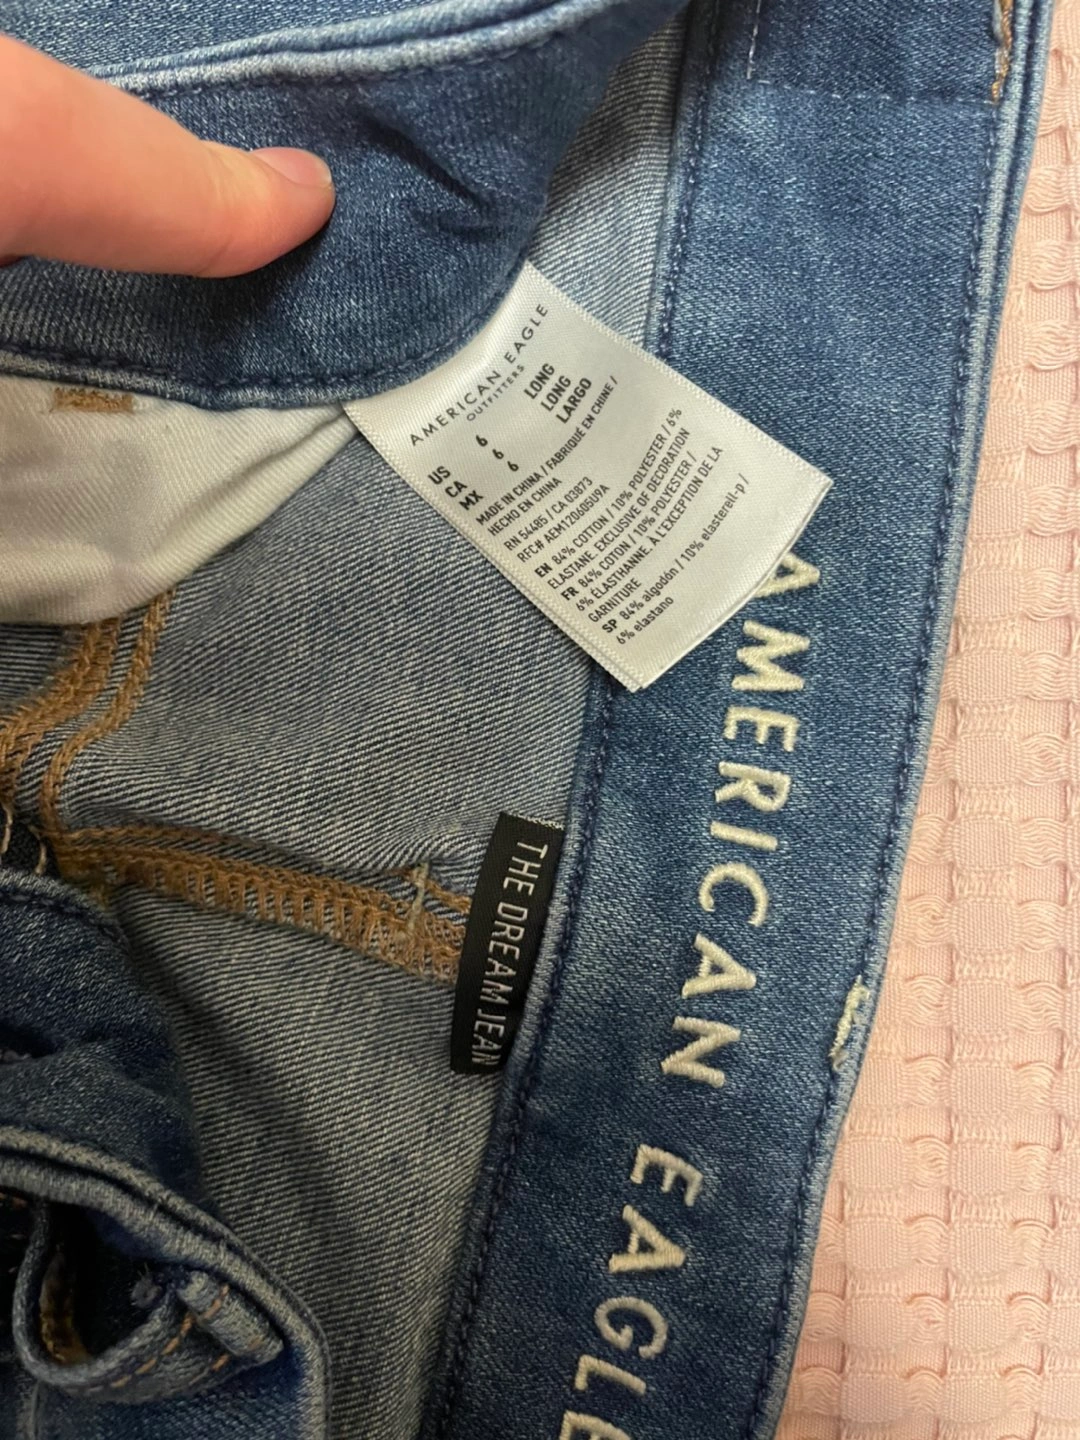 AMERICAN EAGLE
OUTFITTERS
US 6 LONG
CA 6 LONG
MX 6 LARGO
MADE IN CHINA / FABRIQUÉ EN CHINE /
HECHO EN CHINA
RN 54485 / CA 03873
RFC# AEM120605U9A
EN 84% COTTON / 10% POLYESTER / 6%
ELASTANE. EXCLUSIVE OF DECORATION
FR 84% COTON / 10% POLYESTER /
6% ÉLASTHANNE. À L'EXCEPTION DE LA
GARNITURE
SP 84% algodón / 10% elasterell-p /
6% elastano
THE DREAM JEAN
AMERICAN EAGLE